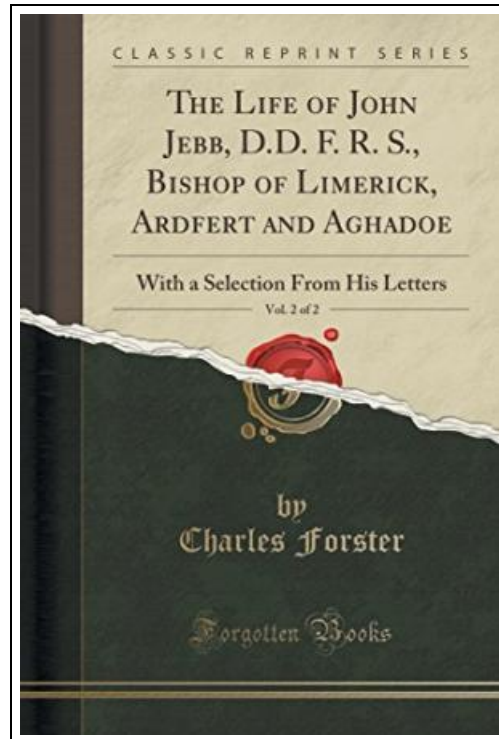 CLASSIC REPRINT SERIES
THE LIFE OF JOHN
JEBB, D.D. F. R. S.,
BISHOP OF LIMERICK,
ARDFERT AND AGHADOE
With a Selection From His Letters
Vol. 2 of 2
by
Charles Forster
Forgotten Books